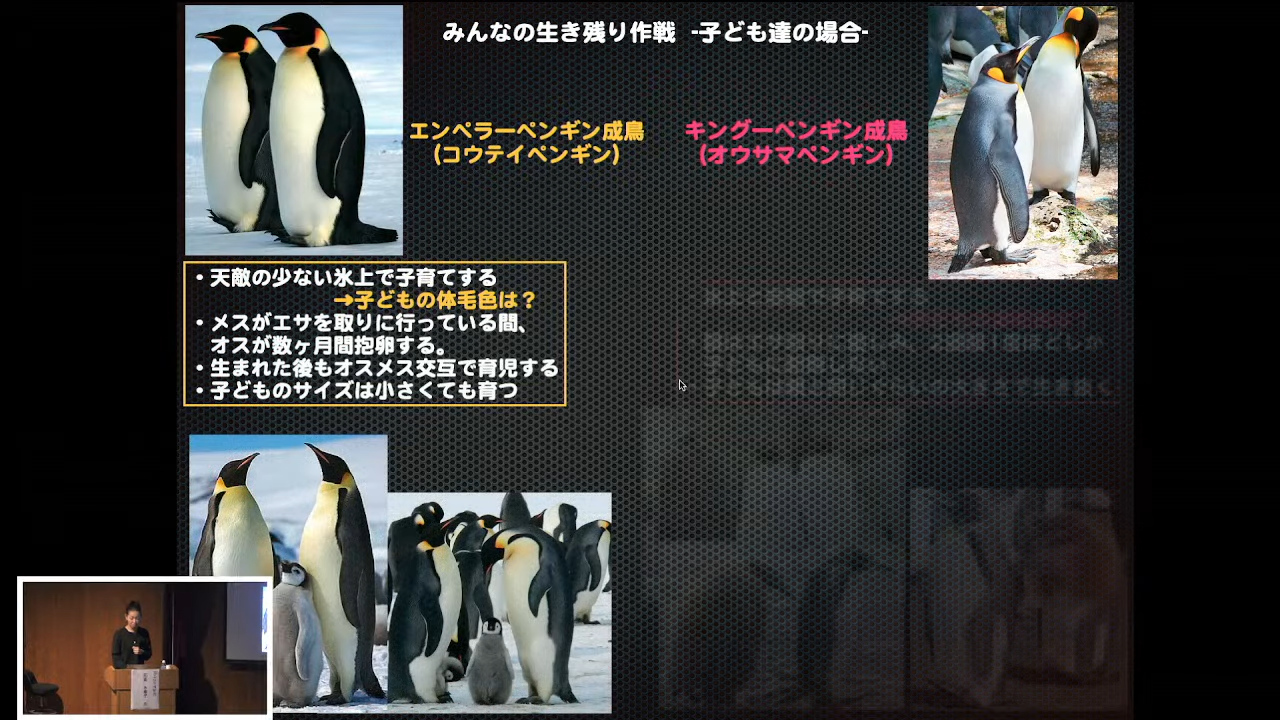 みんなの生き残り作戦 -子ども達の場合-
エンペラーペンギン成鳥
(コウテイペンギン)
キングーペンギン成鳥
(オウサマペンギン)
・天敵の少ない氷上で子育てする
→子どもの体毛色は？
・メスがエサを取りに行っている間、
オスが数ヶ月間抱卵する。
・生まれた後もオスメス交互で育児する
・子どものサイズは小さくても育つ